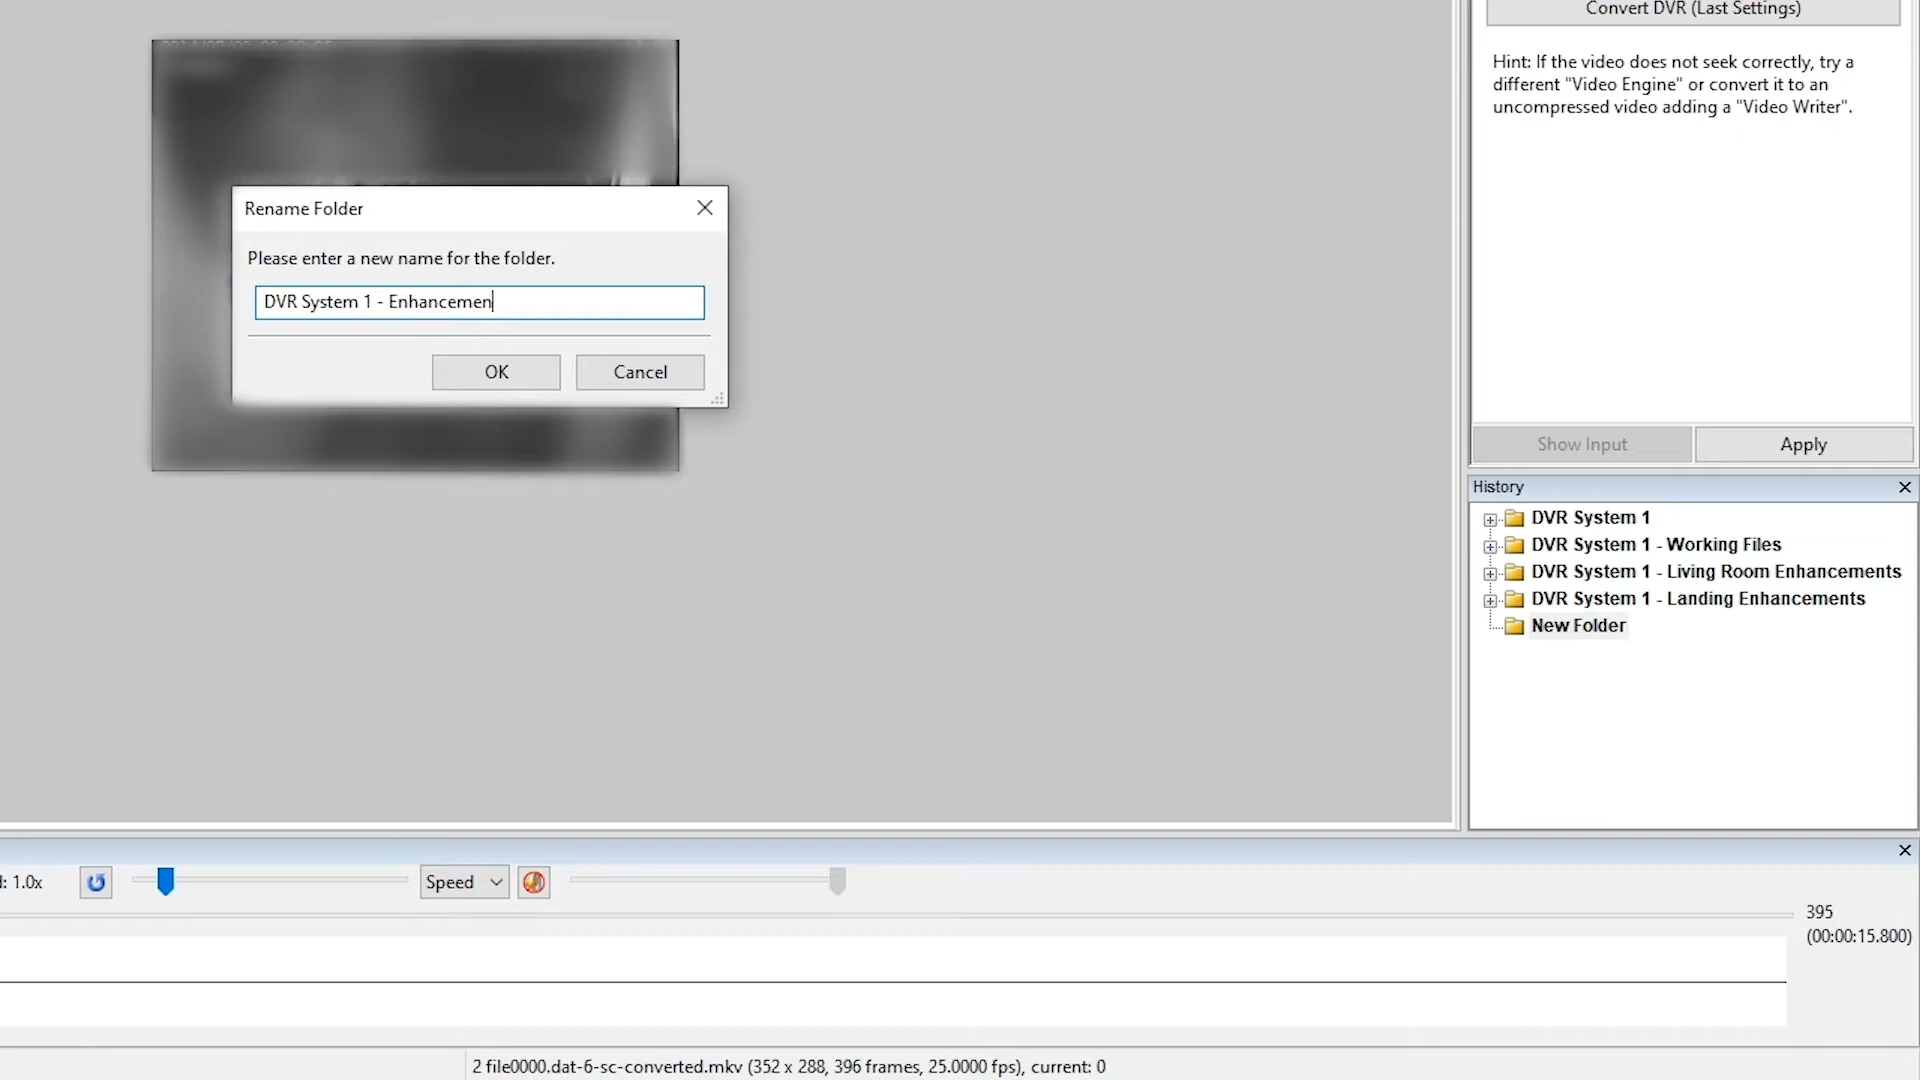 Convert DVR (Last Settings)
Hint: If the video does not seek correctly, try a
different "Video Engine" or convert it to an
uncompressed video adding a "Video Writer".
Rename Folder
Please enter a new name for the folder.
DVR System 1 - Enhancemen
OK
Cancel
Show Input
Apply
History
DVR System 1
DVR System 1 - Working Files
DVR System 1 - Living Room Enhancements
DVR System 1 - Landing Enhancements
New Folder
d: 1.0x
Speed
395
(00:00:15.800)
2 file0000.dat-6-sc-converted.mkv (352 x 288, 396 frames, 25.0000 fps), current: 0